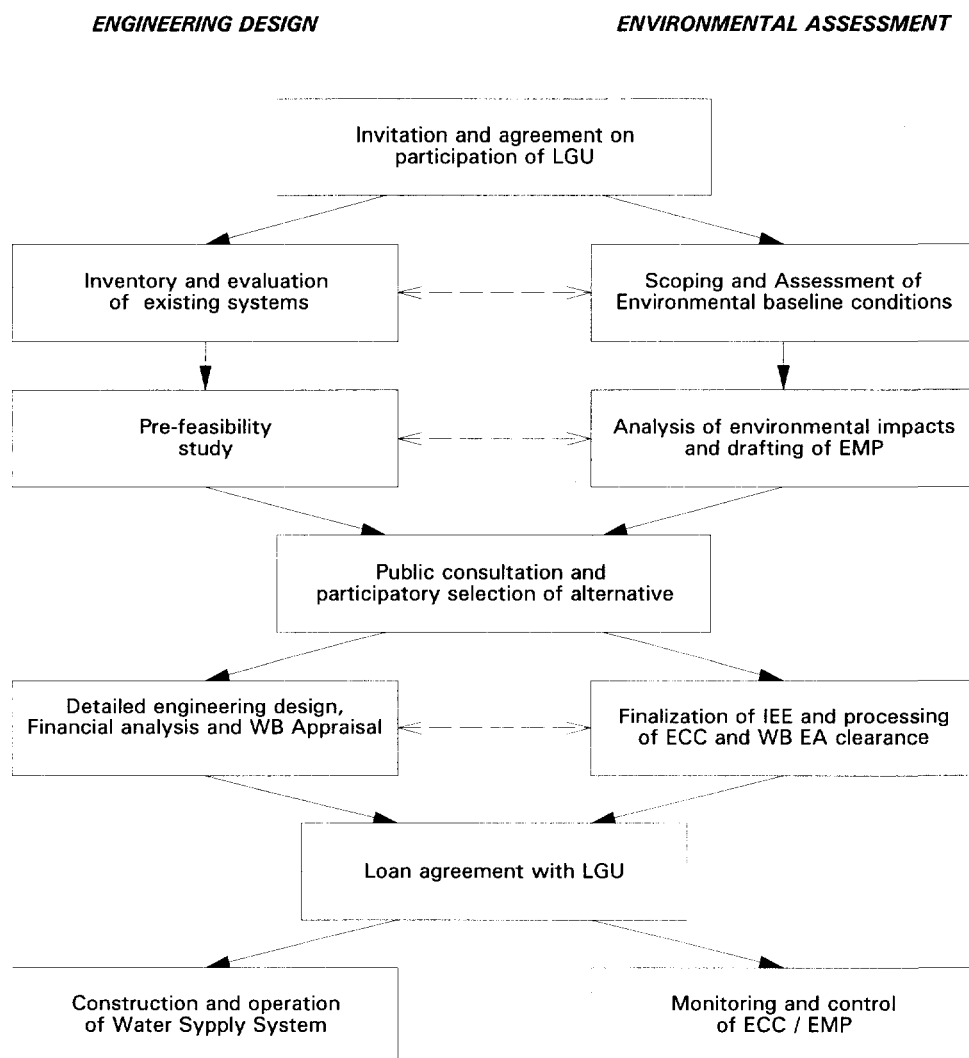 ENGINEERING DESIGN
ENVIRONMENTAL ASSESSMENT
Invitation and agreement on
participation of LGU
Inventory and evaluation
of existing systems
Scoping and Assessment of
Environmental baseline conditions
Pre-feasibility
study
Analysis of environmental impacts
and drafting of EMP
Public consultation and
participatory selection of alternative
Detailed engineering design,
Financial analysis and WB Appraisal
Finalization of IEE and processing
of ECC and WB EA clearance
Loan agreement with LGU
Construction and operation
of Water Sypply System
Monitoring and control
of ECC / EMP